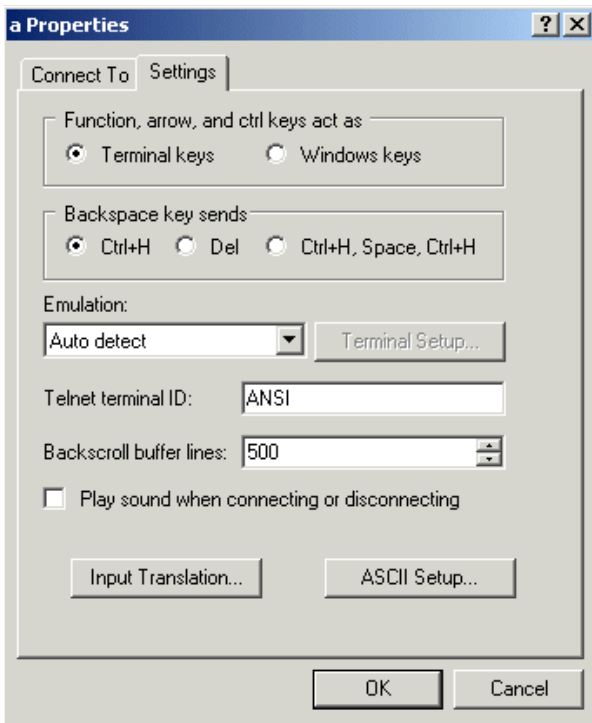 a Properties
Connect To Settings
Function, arrow, and ctrl keys act as
Terminal keys Windows keys
Backspace key sends
Ctrl+H Del Ctrl+H, Space, Ctrl+H
Emulation:
Auto detect Terminal Setup...
Telnet terminal ID: ANSI
Backscroll buffer lines: 500
Play sound when connecting or disconnecting
Input Translation... ASCII Setup...
OK Cancel